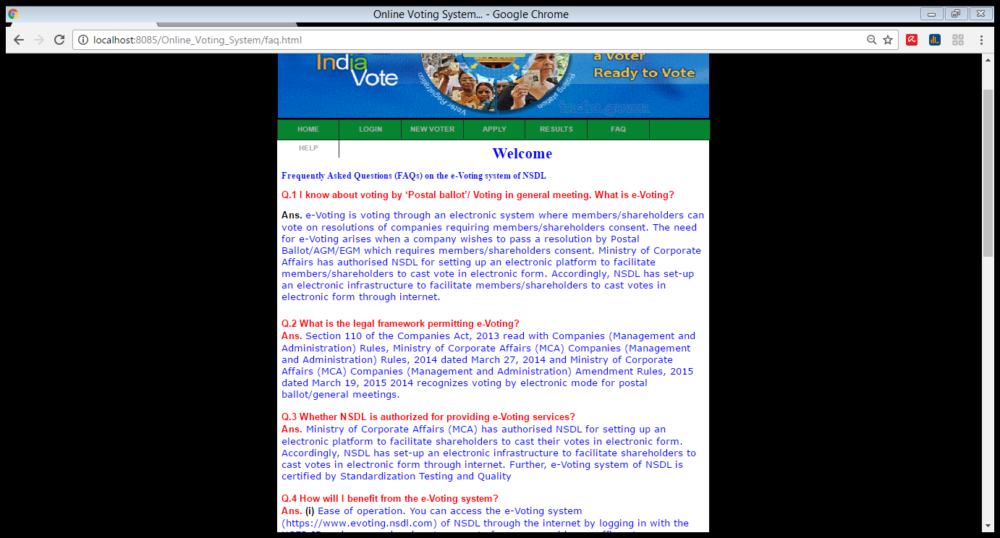 Online Voting System... - Google Chrome
localhost:8085/Online_Voting_System/faq.html
India
Vote
Voter Registration
Polling station
a Voter
Ready to Vote
HOME LOGIN NEW VOTER APPLY RESULTS FAQ
HELP
Welcome
Frequently Asked Questions (FAQs) on the e-Voting system of NSDL
Q.1 I know about voting by ‘Postal ballot’/ Voting in general meeting. What is e-Voting?
Ans. e-Voting is voting through an electronic system where members/shareholders can
vote on resolutions of companies requiring members/shareholders consent. The need
for e-Voting arises when a company wishes to pass a resolution by Postal
Ballot/AGM/EGM which requires members/shareholders consent. Ministry of Corporate
Affairs has authorised NSDL for setting up an electronic platform to facilitate
members/shareholders to cast vote in electronic form. Accordingly, NSDL has set-up
an electronic infrastructure to facilitate members/shareholders to cast votes in
electronic form through internet.
Q.2 What is the legal framework permitting e-Voting?
Ans. Section 110 of the Companies Act, 2013 read with Companies (Management and
Administration) Rules, Ministry of Corporate Affairs (MCA) Companies (Management
and Administration) Rules, 2014 dated March 27, 2014 and Ministry of Corporate
Affairs (MCA) Companies (Management and Administration) Amendment Rules, 2015
dated March 19, 2015 2014 recognizes voting by electronic mode for postal
ballot/general meetings.
Q.3 Whether NSDL is authorized for providing e-Voting services?
Ans. Ministry of Corporate Affairs (MCA) has authorised NSDL for setting up an
electronic platform to facilitate shareholders to cast their votes in electronic form.
Accordingly, NSDL has set-up an electronic infrastructure to facilitate shareholders to
cast votes in electronic form through internet. Further, e-Voting system of NSDL is
certified by Standardization Testing and Quality
Q.4 How will I benefit from the e-Voting system?
Ans. (i) Ease of operation. You can access the e-Voting system
(https://www.evoting.nsdl.com) of NSDL through the internet by logging in with the